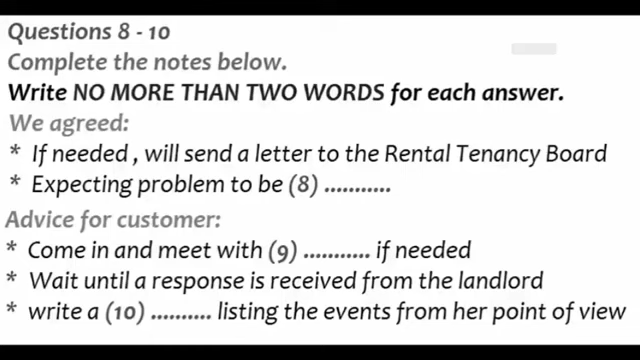 Questions 8 - 10
Complete the notes below.
Write NO MORE THAN TWO WORDS for each answer.
We agreed:
* If needed , will send a letter to the Rental Tenancy Board
* Expecting problem to be (8) ...........
Advice for customer:
* Come in and meet with (9) ........... if needed
* Wait until a response is received from the landlord
* write a (10) .......... listing the events from her point of view